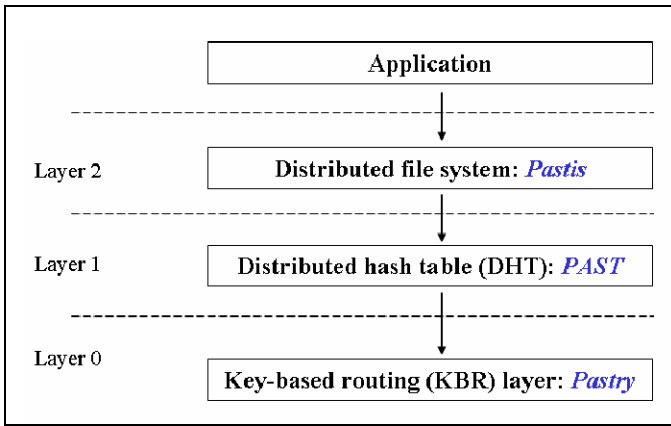 Application
Layer 2
Distributed file system: Pastis
Layer 1
Distributed hash table (DHT): PAST
Layer 0
Key-based routing (KBR) layer: Pastry